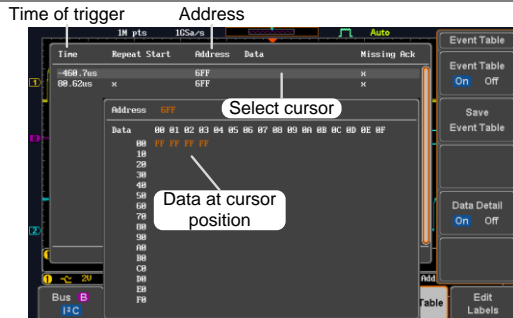 Time of trigger Address
1M pts 1GSa/s Auto
Event Table
Time Repeat Start Address Data Missing Ack
Event Table
On Off
-460.7us 6FF x
80.62us x 6FF x
Select cursor
Save
Event Table
Address 6FF
Data 00 01 02 03 04 05 06 07 08 09 0A 0B 0C 0D 0E 0F
00 FF FF FF FF
10
20
30
40
50
60
70
80
90
A0
B0
C0
D0
E0
F0
Data at cursor
position
Data Detail
On Off
1 2V Add
Bus B
I²C
Table
Edit
Labels
1
B
2